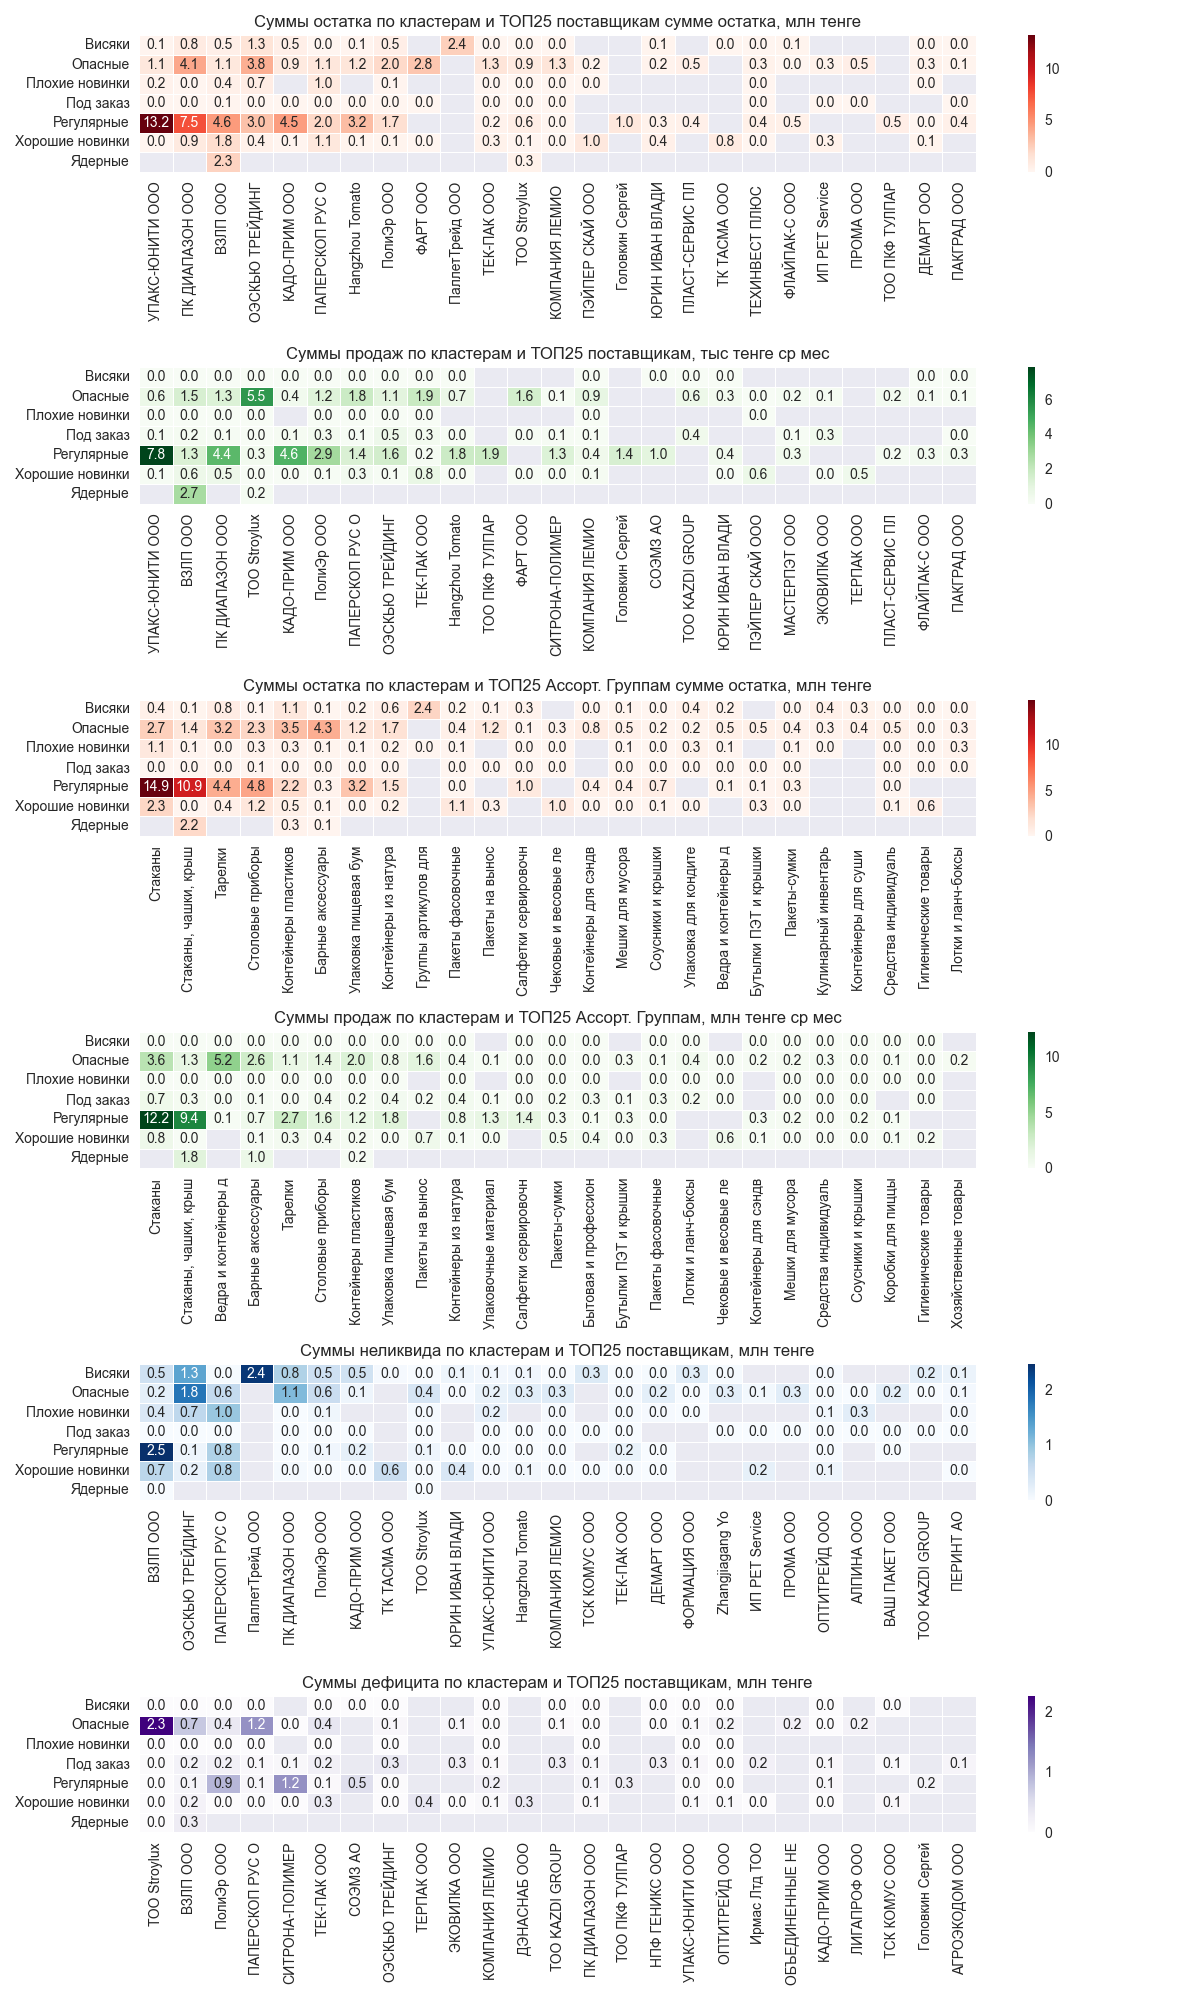 Суммы остатка по кластерам и ТОП25 поставщикам сумме остатка, млн тенге
Висяки 0.1 0.8 0.5 1.3 0.5 0.0 0.1 0.5 2.4 0.0 0.0 0.0 0.1 0.0 0.0 0.1 0.0 0.0
Опасные 1.1 4.1 1.1 3.8 0.9 1.1 1.2 2.0 2.8 1.3 0.9 1.3 0.2 0.2 0.5 0.3 0.0 0.3 0.5 0.3 0.1
Плохие новинки 0.2 0.0 0.4 0.7 1.0 0.1 0.0 0.0 0.0 0.0 0.0
Под заказ 0.0 0.0 0.1 0.0 0.0 0.0 0.0 0.0 0.0 0.0 0.0 0.0 0.0 0.0 0.0 0.0
Регулярные 13.2 7.5 4.6 3.0 4.5 2.0 3.2 1.7 0.2 0.6 0.0 1.0 0.3 0.4 0.4 0.5 0.5 0.0 0.4
Хорошие новинки 0.0 0.9 1.8 0.4 0.1 1.1 0.1 0.1 0.0 0.3 0.1 0.0 1.0 0.4 0.8 0.0 0.3 0.1
Ядерные 2.3 0.3
10
5
0
УПАКС-ЮНИТИ ООО
ПК ДИАПАЗОН ООО
ВЗЛП ООО
ОЭСКЬЮ ТРЕЙДИНГ
КАДО-ПРИМ ООО
ПАПЕРСКОП РУС О
Hangzhou Tomato
ПолиЭр ООО
ФАРТ ООО
ПаллетТрейд ООО
ТЕК-ПАК ООО
ТОО Stroylux
КОМПАНИЯ ЛЕМИО
ПЭЙПЕР СКАЙ ООО
Головкин Сергей
ЮРИН ИВАН ВЛАДИ
ПЛАСТ-СЕРВИС ПЛ
ТК ТАСМА ООО
ТЕХИНВЕСТ ПЛЮС
ФЛАЙПАК-С ООО
ИП PET Service
ПРОМА ООО
ТОО ПКФ ТУЛПАР
ДЕМАРТ ООО
ПАКГРАД ООО
Суммы продаж по кластерам и ТОП25 поставщикам, тыс тенге ср мес
Висяки 0.0 0.0 0.0 0.0 0.0 0.0 0.0 0.0 0.0 0.0 0.0 0.0 0.0 0.0 0.0 0.0
Опасные 0.6 1.5 1.3 5.5 0.4 1.2 1.8 1.1 1.9 0.7 1.6 0.1 0.9 0.6 0.3 0.0 0.2 0.1 0.2 0.1 0.1
Плохие новинки 0.0 0.0 0.0 0.0 0.0 0.0 0.0 0.0 0.0 0.0
Под заказ 0.1 0.2 0.1 0.0 0.1 0.3 0.1 0.5 0.3 0.0 0.0 0.1 0.1 0.4 0.1 0.3 0.0
Регулярные 7.8 1.3 4.4 0.3 4.6 2.9 1.4 1.6 0.2 1.8 1.9 1.3 0.4 1.4 1.0 0.4 0.3 0.2 0.3 0.3
Хорошие новинки 0.1 0.6 0.5 0.0 0.0 0.1 0.3 0.1 0.8 0.0 0.0 0.0 0.1 0.0 0.6 0.0 0.5
Ядерные 2.7 0.2
6
4
2
0
УПАКС-ЮНИТИ ООО
ВЗЛП ООО
ПК ДИАПАЗОН ООО
ТОО Stroylux
КАДО-ПРИМ ООО
ПолиЭр ООО
ПАПЕРСКОП РУС О
ОЭСКЬЮ ТРЕЙДИНГ
ТЕК-ПАК ООО
Hangzhou Tomato
ТОО ПКФ ТУЛПАР
ФАРТ ООО
СИТРОНА-ПОЛИМЕР
КОМПАНИЯ ЛЕМИО
Головкин Сергей
СОЭМЗ АО
ТОО KAZDI GROUP
ЮРИН ИВАН ВЛАДИ
ПЭЙПЕР СКАЙ ООО
МАСТЕРПЭТ ООО
ЭКОВИЛКА ООО
ТЕРПАК ООО
ПЛАСТ-СЕРВИС ПЛ
ФЛАЙПАК-С ООО
ПАКГРАД ООО
Суммы остатка по кластерам и ТОП25 Ассорт. Группам сумме остатка, млн тенге
Висяки 0.4 0.1 0.8 0.1 1.1 0.1 0.2 0.6 2.4 0.2 0.1 0.3 0.0 0.1 0.0 0.4 0.2 0.0 0.4 0.3 0.0 0.0 0.0
Опасные 2.7 1.4 3.2 2.3 3.5 4.3 1.2 1.7 0.4 1.2 0.1 0.3 0.8 0.5 0.2 0.2 0.5 0.5 0.4 0.3 0.4 0.5 0.0 0.3
Плохие новинки 1.1 0.1 0.0 0.3 0.3 0.1 0.1 0.2 0.0 0.1 0.0 0.0 0.1 0.0 0.3 0.1 0.1 0.0 0.0 0.0 0.3
Под заказ 0.0 0.0 0.0 0.1 0.0 0.0 0.0 0.0 0.0 0.0 0.0 0.0 0.0 0.0 0.0 0.0 0.0 0.0 0.0 0.0 0.0
Регулярные 14.9 10.9 4.4 4.8 2.2 0.3 3.2 1.5 0.0 1.0 0.4 0.4 0.7 0.1 0.1 0.3 0.0
Хорошие новинки 2.3 0.0 0.4 1.2 0.5 0.1 0.0 0.2 1.1 0.3 1.0 0.0 0.0 0.1 0.0 0.3 0.0 0.1 0.6
Ядерные 2.2 0.3 0.1
10
5
0
Стаканы
Стаканы, чашки, крыш
Тарелки
Столовые приборы
Контейнеры пластиков
Барные аксессуары
Упаковка пищевая бум
Контейнеры из натура
Группы артикулов для
Пакеты фасовочные
Пакеты на вынос
Салфетки сервировочн
Чековые и весовые ле
Контейнеры для сэндв
Мешки для мусора
Соусники и крышки
Упаковка для кондите
Ведра и контейнеры д
Бутылки ПЭТ и крышки
Пакеты-сумки
Кулинарный инвентарь
Контейнеры для суши
Средства индивидуаль
Гигиенические товары
Лотки и ланч-боксы
Суммы продаж по кластерам и ТОП25 Ассорт. Группам, млн тенге ср мес
Висяки 0.0 0.0 0.0 0.0 0.0 0.0 0.0 0.0 0.0 0.0 0.0 0.0 0.0 0.0 0.0 0.0 0.0 0.0 0.0 0.0 0.0
Опасные 3.6 1.3 5.2 2.6 1.1 1.4 2.0 0.8 1.6 0.4 0.1 0.0 0.0 0.0 0.3 0.1 0.4 0.0 0.2 0.2 0.3 0.0 0.1 0.0 0.2
Плохие новинки 0.0 0.0 0.0 0.0 0.0 0.0 0.0 0.0 0.0 0.0 0.0 0.0 0.0 0.0 0.0 0.0 0.0 0.0 0.0 0.0
Под заказ 0.7 0.3 0.0 0.1 0.0 0.4 0.2 0.4 0.2 0.4 0.1 0.0 0.1 0.2 0.3 0.1 0.3 0.2 0.0 0.0 0.0 0.0 0.0 0.0
Регулярные 12.2 9.4 0.1 0.7 2.7 1.6 1.2 1.8 0.8 1.3 1.4 0.3 0.1 0.3 0.0 0.3 0.2 0.0 0.2 0.1
Хорошие новинки 0.8 0.0 0.1 0.3 0.4 0.2 0.0 0.7 0.1 0.0 0.5 0.4 0.0 0.3 0.6 0.1 0.0 0.0 0.0 0.1 0.2
Ядерные 1.8 1.0 0.2
10
5
0
Стаканы
Стаканы, чашки, крыш
Ведра и контейнеры д
Барные аксессуары
Тарелки
Столовые приборы
Контейнеры пластиков
Упаковка пищевая бум
Пакеты на вынос
Контейнеры из натура
Упаковочные материал
Салфетки сервировочн
Пакеты-сумки
Бытовая и профессион
Бутылки ПЭТ и крышки
Пакеты фасовочные
Лотки и ланч-боксы
Чековые и весовые ле
Контейнеры для сэндв
Мешки для мусора
Средства индивидуаль
Соусники и крышки
Коробки для пиццы
Гигиенические товары
Хозяйственные товары
Суммы неликвида по кластерам и ТОП25 поставщикам, млн тенге
Висяки 0.5 1.3 0.0 2.4 0.8 0.5 0.5 0.0 0.0 0.1 0.1 0.1 0.0 0.3 0.0 0.0 0.3 0.0 0.0 0.2 0.1
Опасные 0.2 1.8 0.6 1.1 0.6 0.1 0.4 0.0 0.2 0.3 0.3 0.0 0.2 0.0 0.3 0.1 0.3 0.0 0.0 0.2 0.0 0.1
Плохие новинки 0.4 0.7 1.0 0.0 0.1 0.0 0.2 0.0 0.0 0.0 0.0 0.1 0.3 0.0
Под заказ 0.0 0.0 0.0 0.0 0.0 0.0 0.0 0.0 0.0 0.0 0.0 0.0 0.0 0.0 0.0 0.0 0.0 0.0 0.0 0.0 0.0 0.0
Регулярные 2.5 0.1 0.8 0.0 0.1 0.2 0.1 0.0 0.0 0.0 0.0 0.2 0.0 0.0 0.0
Хорошие новинки 0.7 0.2 0.8 0.0 0.0 0.0 0.6 0.0 0.4 0.0 0.1 0.0 0.0 0.0 0.0 0.2 0.1 0.0
Ядерные 0.0 0.0
2
1
0
ВЗЛП ООО
ОЭСКЬЮ ТРЕЙДИНГ
ПАПЕРСКОП РУС О
ПаллетТрейд ООО
ПК ДИАПАЗОН ООО
ПолиЭр ООО
КАДО-ПРИМ ООО
ТК ТАСМА ООО
ТОО Stroylux
ЮРИН ИВАН ВЛАДИ
УПАКС-ЮНИТИ ООО
Hangzhou Tomato
КОМПАНИЯ ЛЕМИО
ТСК КОМУС ООО
ТЕК-ПАК ООО
ДЕМАРТ ООО
ФОРМАЦИЯ ООО
Zhangjiagang Yo
ИП PET Service
ПРОМА ООО
ОПТИТРЕЙД ООО
АЛПИНА ООО
ВАШ ПАКЕТ ООО
ТОО KAZDI GROUP
ПЕРИНТ АО
Суммы дефицита по кластерам и ТОП25 поставщикам, млн тенге
Висяки 0.0 0.0 0.0 0.0 0.0 0.0 0.0 0.0 0.0 0.0 0.0 0.0 0.0 0.0
Опасные 2.3 0.7 0.4 1.2 0.0 0.4 0.1 0.1 0.0 0.1 0.0 0.1 0.2 0.2 0.0 0.2
Плохие новинки 0.0 0.0 0.0 0.0 0.0 0.0 0.0 0.0 0.0
Под заказ 0.0 0.2 0.2 0.1 0.1 0.2 0.3 0.3 0.1 0.3 0.1 0.3 0.1 0.0 0.2 0.1 0.1 0.1
Регулярные 0.0 0.1 0.9 0.1 1.2 0.1 0.5 0.0 0.2 0.1 0.3 0.0 0.0 0.1 0.2
Хорошие новинки 0.0 0.2 0.0 0.0 0.0 0.3 0.0 0.4 0.0 0.1 0.3 0.1 0.1 0.1 0.0 0.0 0.1
Ядерные 0.0 0.3
2
1
0
ТОО Stroylux
ВЗЛП ООО
ПолиЭр ООО
ПАПЕРСКОП РУС О
СИТРОНА-ПОЛИМЕР
ТЕК-ПАК ООО
СОЭМЗ АО
ОЭСКЬЮ ТРЕЙДИНГ
ТЕРПАК ООО
ЭКОВИЛКА ООО
КОМПАНИЯ ЛЕМИО
ДЭНАСНАБ ООО
ТОО KAZDI GROUP
ПК ДИАПАЗОН ООО
ТОО ПКФ ТУЛПАР
НПФ ГЕНИКС ООО
УПАКС-ЮНИТИ ООО
ОПТИТРЕЙД ООО
Ирмас Лтд ТОО
ОБЪЕДИНЕННЫЕ НЕ
КАДО-ПРИМ ООО
ЛИГАПРОФ ООО
ТСК КОМУС ООО
Головкин Сергей
АГРОЭКОДОМ ООО